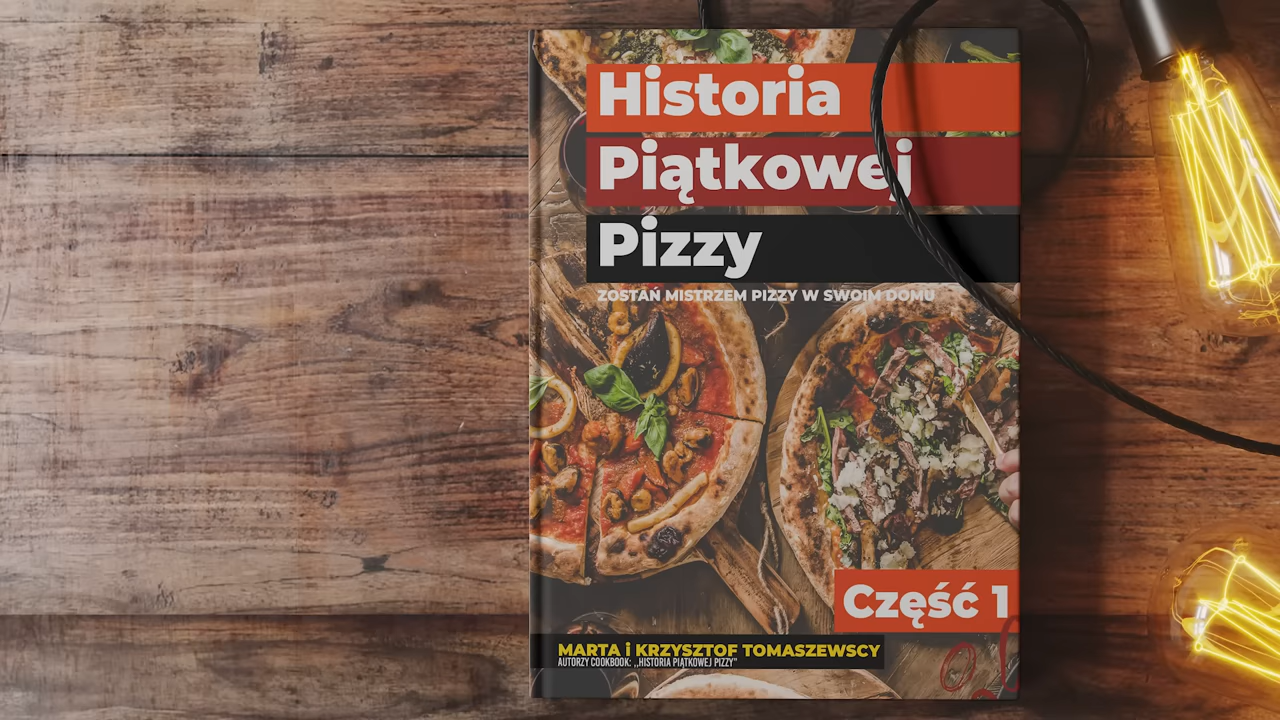 Historia
Piątkowej
Pizzy
ZOSTAŃ MISTRZEM PIZZY W SWOIM DOMU
Część 1
MARTA i KRZYSZTOF TOMASZEWSCY
AUTORZY COOKBOOK: ,,HISTORIA PIĄTKOWEJ PIZZY"